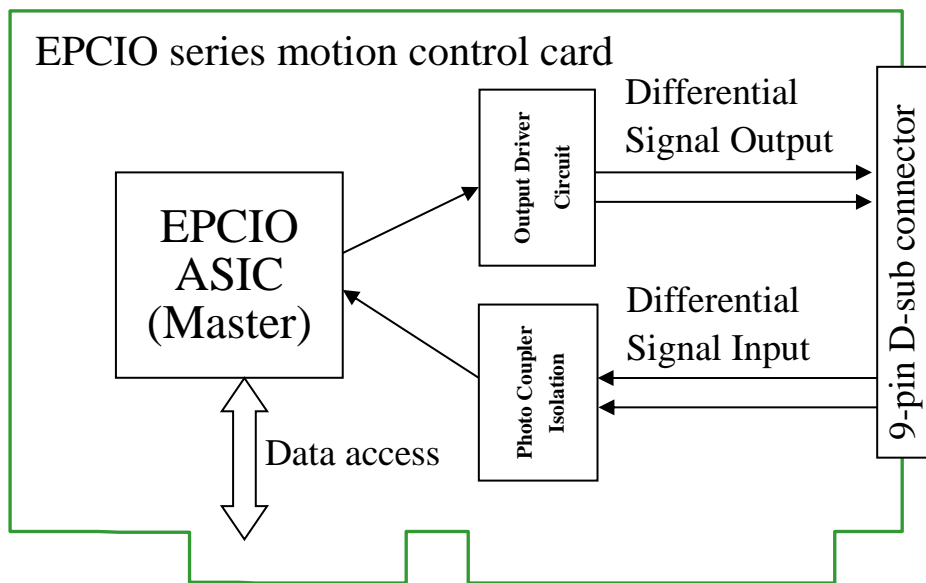 EPCIO series motion control card
Differential
Signal Output
Output Driver
Circuit
EPCIO
ASIC
(Master)
Differential
Signal Input
Photo Coupler
Isolation
9-pin D-sub connector
Data access